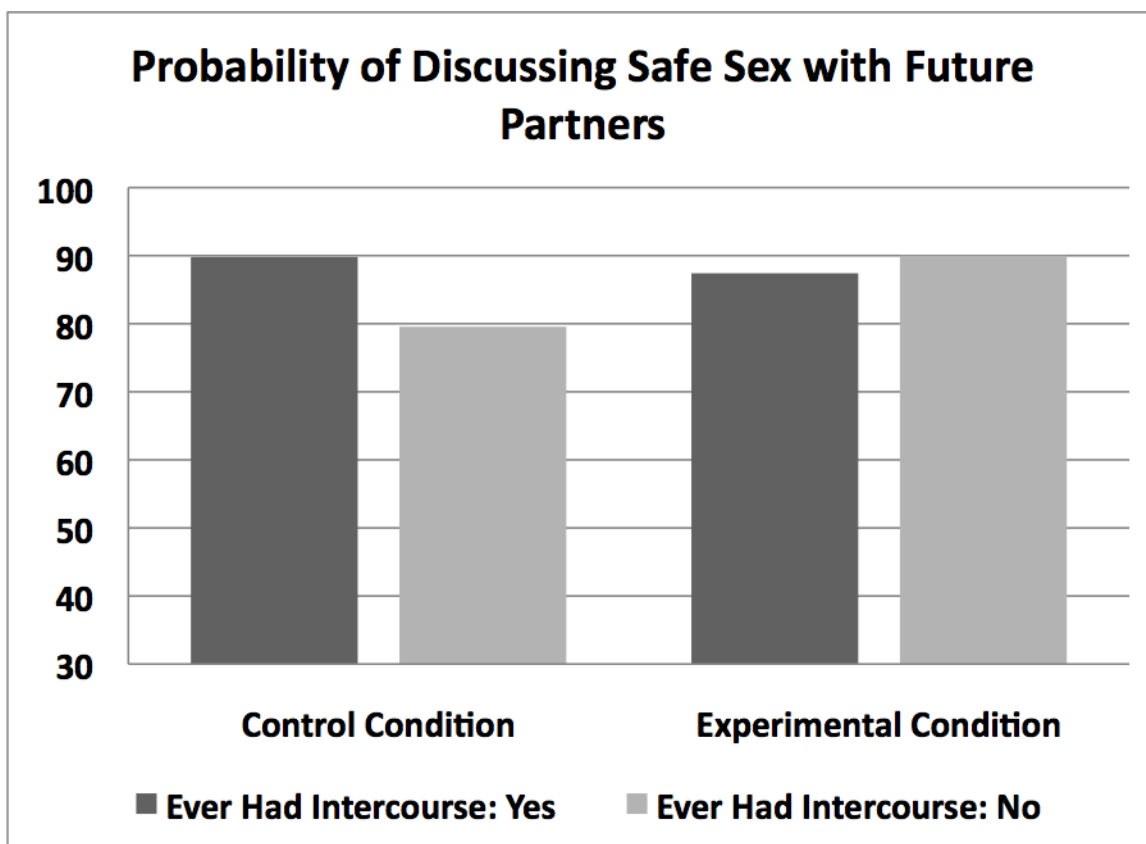 Probability of Discussing Safe Sex with Future
Partners
100
90
80
70
60
50
40
30
Control Condition Experimental Condition
Ever Had Intercourse: Yes Ever Had Intercourse: No